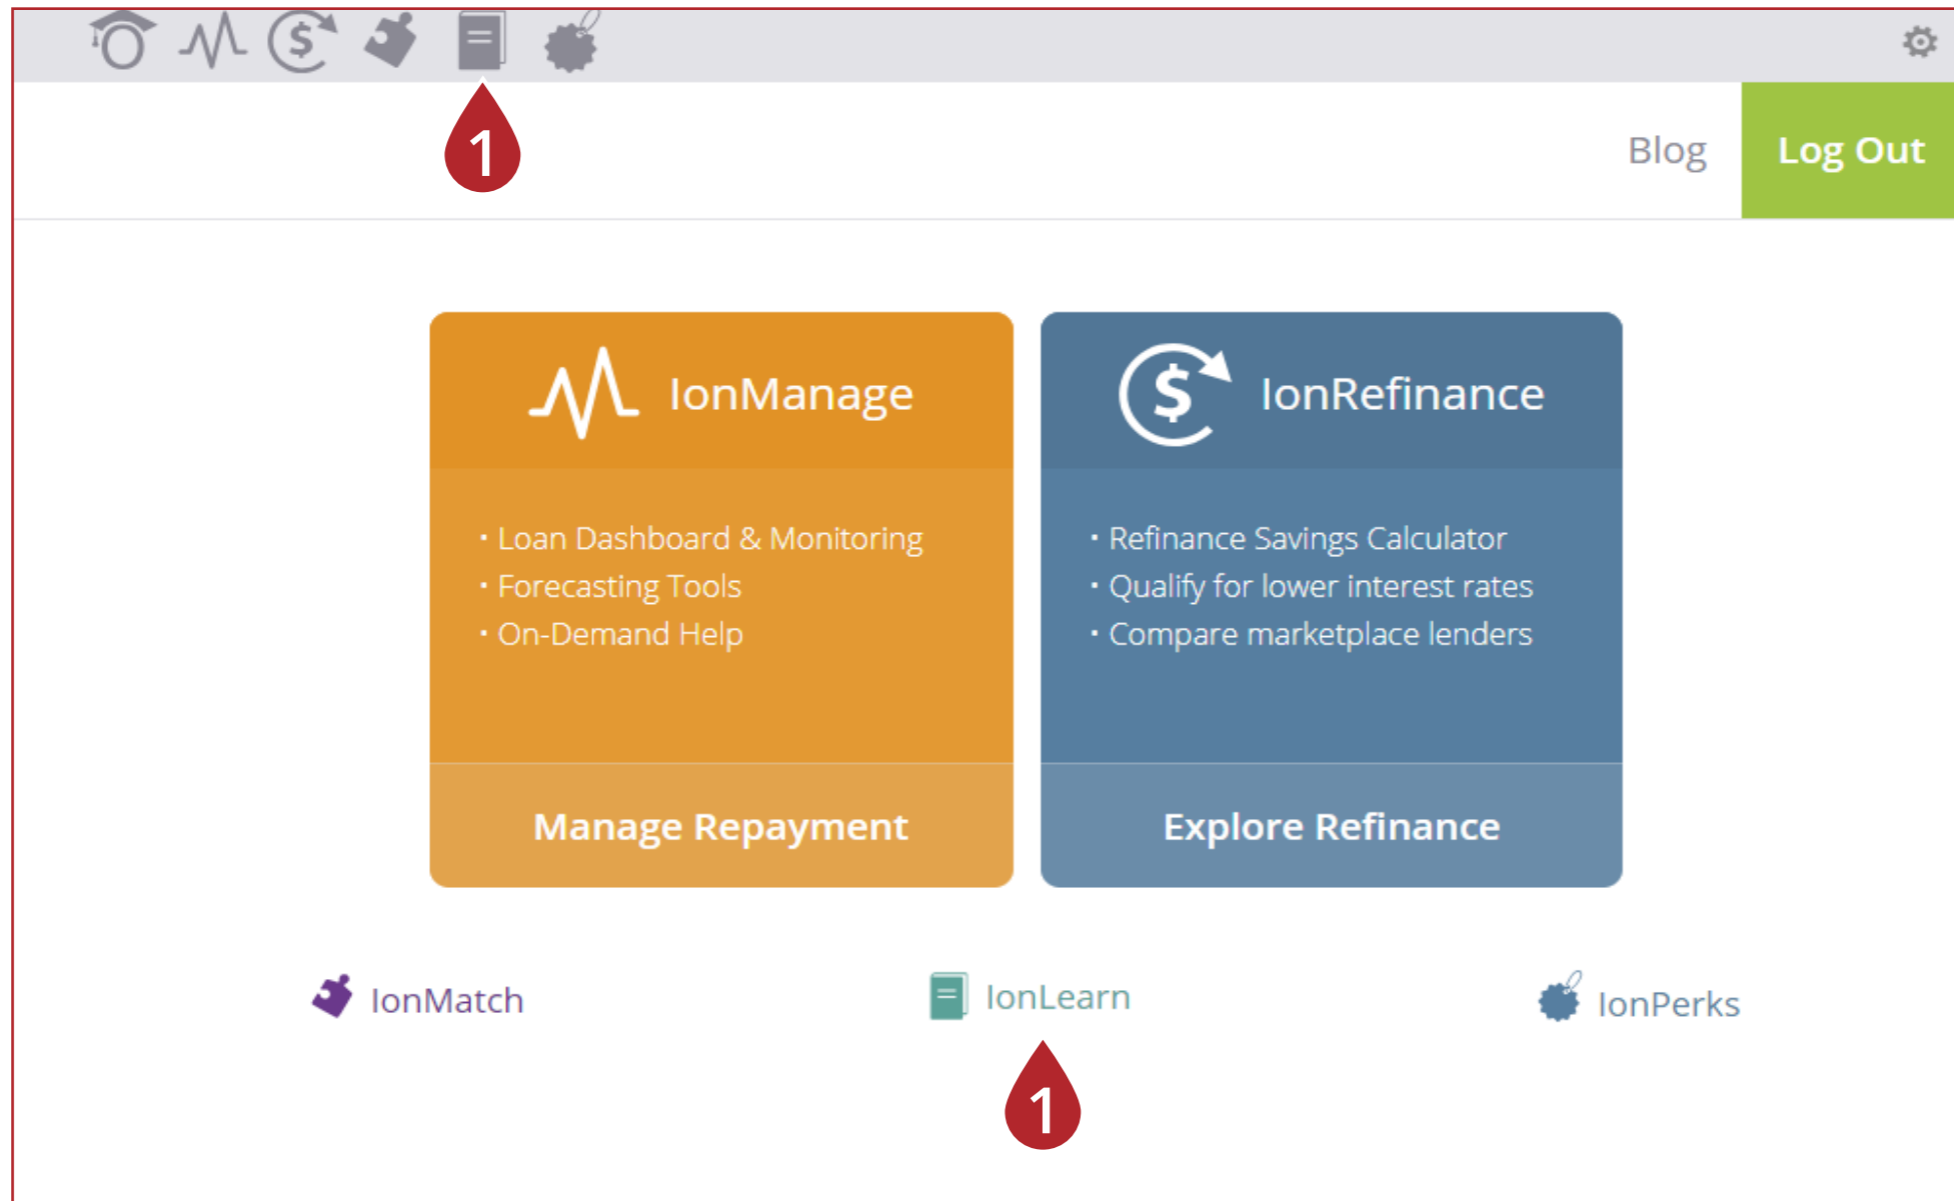 $
1
Blog
Log Out
IonManage
$ IonRefinance
· Loan Dashboard & Monitoring
· Forecasting Tools
· On-Demand Help
· Refinance Savings Calculator
· Qualify for lower interest rates
· Compare marketplace lenders
Manage Repayment
Explore Refinance
IonMatch
IonLearn
IonPerks
1